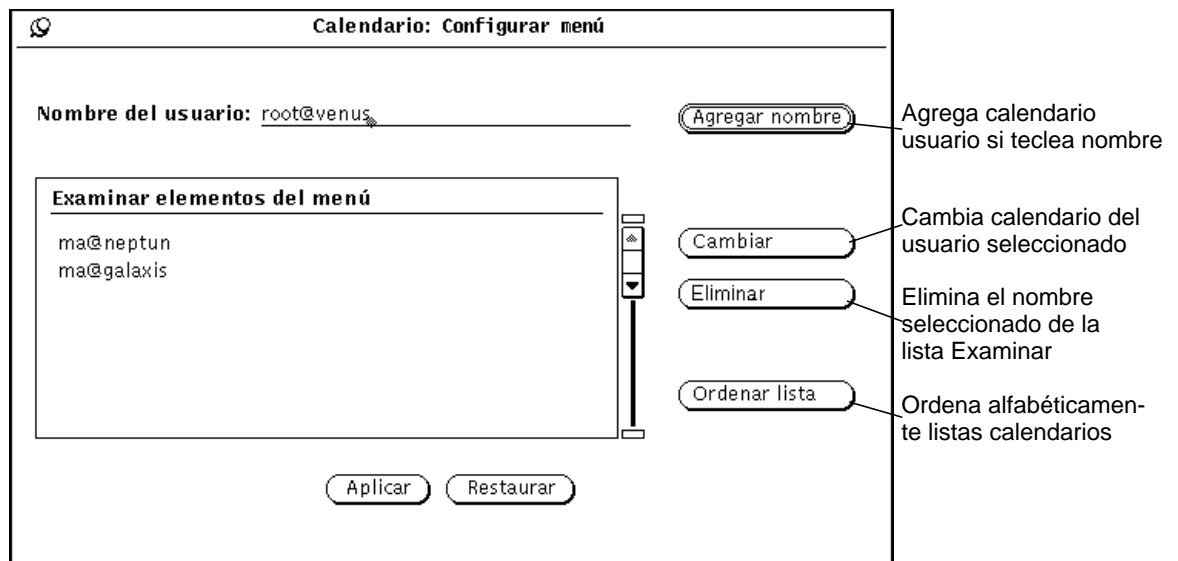 Calendario: Configurar menú
Nombre del usuario: root@venus
Agregar nombre
Agrega calendario
usuario si teclea nombre
Examinar elementos del menú
ma@neptun
ma@galaxis
Cambiar
Cambia calendario del
usuario seleccionado
Eliminar
Elimina el nombre
seleccionado de la
lista Examinar
Ordenar lista
Ordena alfabéticamen-
te listas calendarios
Aplicar
Restaurar